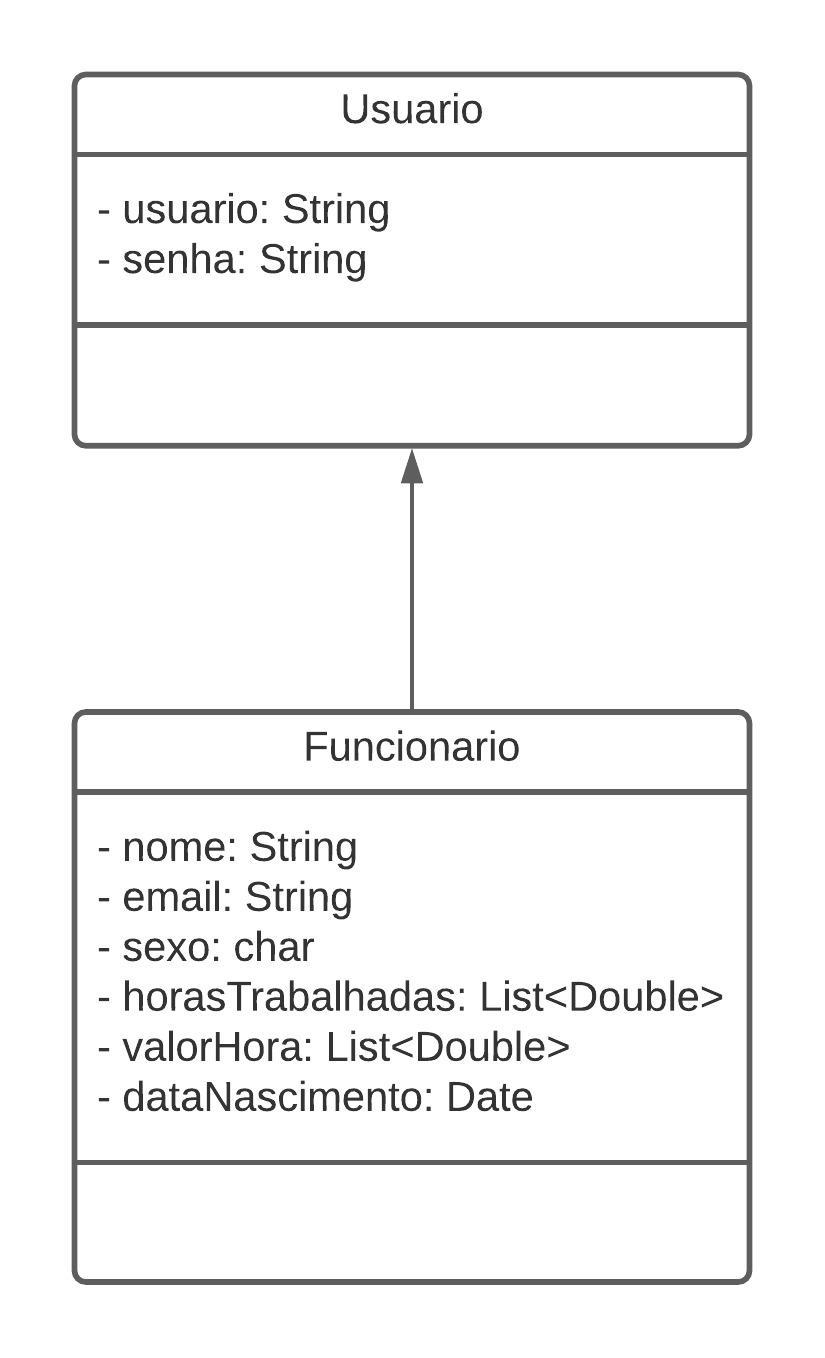 Usuario
- usuario: String
- senha: String
Funcionario
- nome: String
- email: String
- sexo: char
- horasTrabalhadas: List<Double>
- valorHora: List<Double>
- dataNascimento: Date